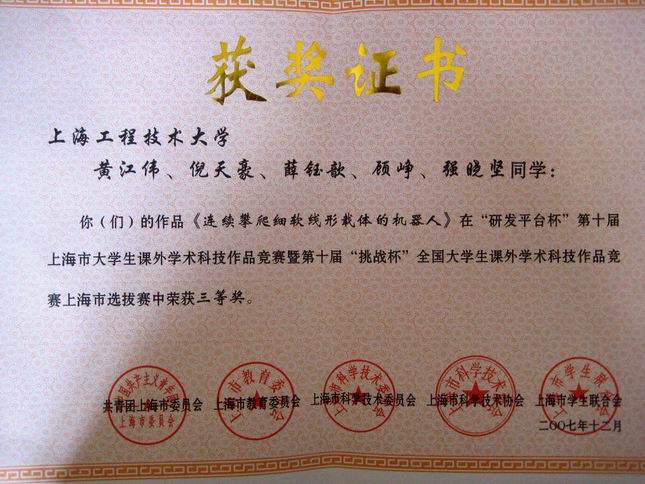 获奖证书
上海工程技术大学
黄江伟、倪天豪、薛钰歆、顾峥、强晓坚同学：
你（们）的作品《连续攀爬细软线形载体的机器人》在“研发平台杯”第十届
上海市大学生课外学术科技作品竞赛暨第十届“挑战杯”全国大学生课外学术科技作品竞
赛上海市选拔赛中荣获三等奖。
共青团上海市委员会 上海市教育委员会 上海市科学技术委员会 上海市科学技术协会 上海市学生联合会
上海市委员会
二〇〇七年十二月